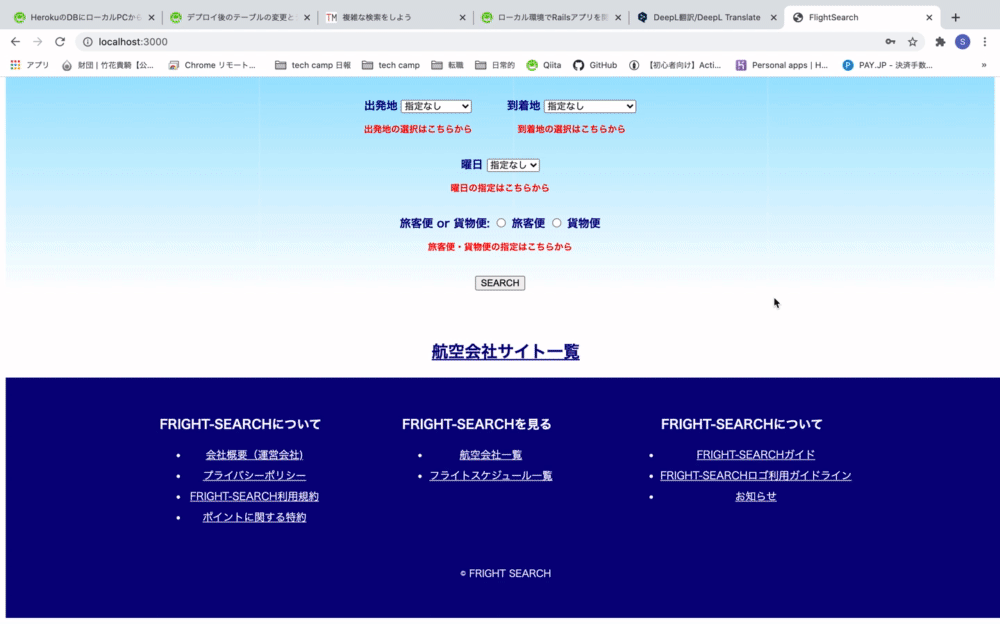 HerokuのDBにローカルPCから
デプロイ後のテーブルの変更と
TM 複雑な検索をしよう
ローカル環境でRailsアプリを開
DeepL翻訳/DeepL Translate
FlightSearch
localhost:3000
S
アプリ
財団 | 竹花貴騎【公...
Chrome リモート...
tech camp 日報
tech camp
転職
日常的
Qiita
GitHub
【初心者向け】Acti...
Personal apps | H...
PAY.JP - 決済手数...
»
出発地 指定なし 到着地 指定なし
出発地の選択はこちらから 到着地の選択はこちらから
曜日 指定なし
曜日の指定はこちらから
旅客便 or 貨物便: 旅客便 貨物便
旅客便・貨物便の指定はこちらから
SEARCH
航空会社サイト一覧
FRIGHT-SEARCHについて
会社概要（運営会社)
プライバシーポリシー
FRIGHT-SEARCH利用規約
ポイントに関する特約
FRIGHT-SEARCHを見る
航空会社一覧
フライトスケジュール一覧
FRIGHT-SEARCHについて
FRIGHT-SEARCHガイド
FRIGHT-SEARCHロゴ利用ガイドライン
お知らせ
© FRIGHT SEARCH